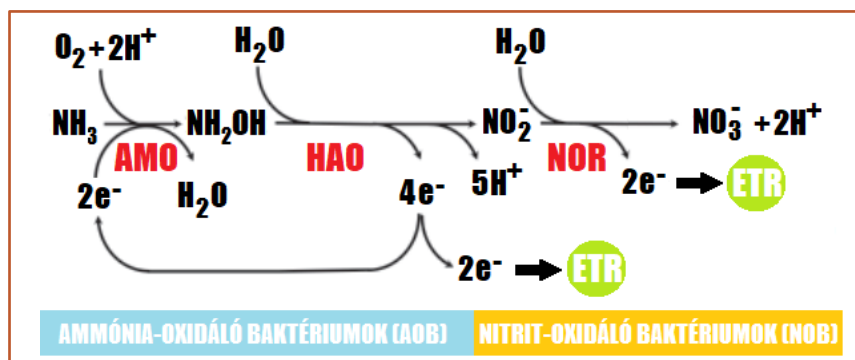 O₂+2H⁺ H₂O H₂O
NH₃ NH₂OH NO₂⁻ NO₃⁻ +2H⁺
AMO HAO NOR
2e⁻ H₂O 4e⁻ 5H⁺ 2e⁻ ETR
2e⁻ ETR
AMMÓNIA-OXIDÁLÓ BAKTÉRIUMOK (AOB) NITRIT-OXIDÁLÓ BAKTÉRIUMOK (NOB)